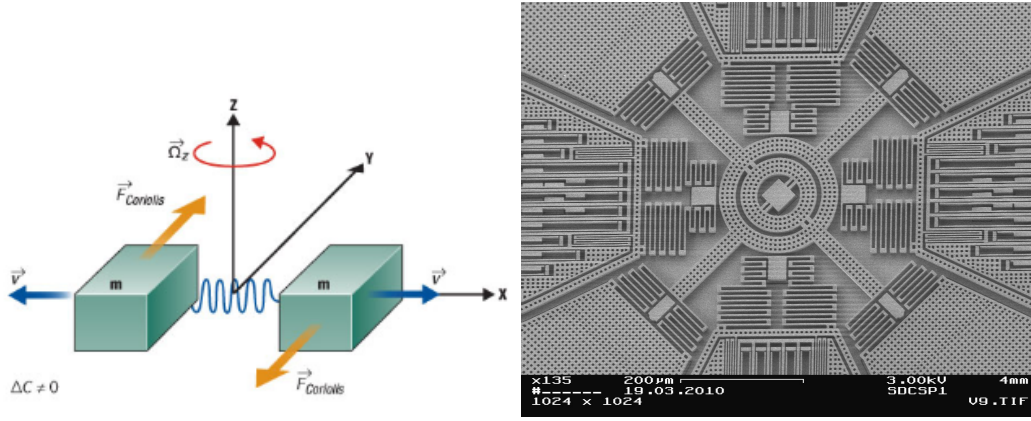 Z
Ω⃗z
Y
F⃗Coriolis
v⃗
m
m
v⃗
X
F⃗Coriolis
ΔC ≠ 0
x135 200µm 3.00kV 4mm
#------ 19.03.2010 SDCSP1
1024 x 1024 V9.TIF